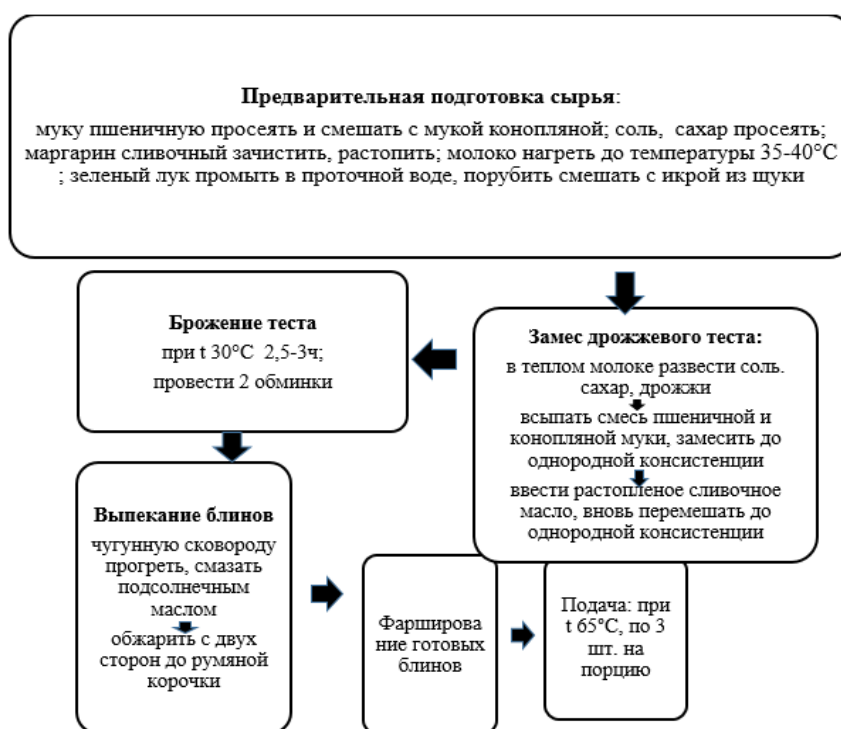 Предварительная подготовка сырья:
муку пшеничную просеять и смешать с мукой конопляной; соль, сахар просеять;
маргарин сливочный зачистить, растопить; молоко нагреть до температуры 35-40°С
; зеленый лук промыть в проточной воде, порубить смешать с икрой из щуки
Замес дрожжевого теста:
в теплом молоке развести соль.
сахар, дрожжи
всыпать смесь пшеничной и
конопляной муки, замесить до
однородной консистенции
ввести растопленое сливочное
масло, вновь перемешать до
однородной консистенции
Брожение теста
при t 30°С 2,5-3ч;
провести 2 обминки
Выпекание блинов
чугунную сковороду
прогреть, смазать
подсолнечным
маслом
обжарить с двух
сторон до румяной
корочки
Фарширова
ние готовых
блинов
Подача: при
t 65°С, по 3
шт. на
порцию